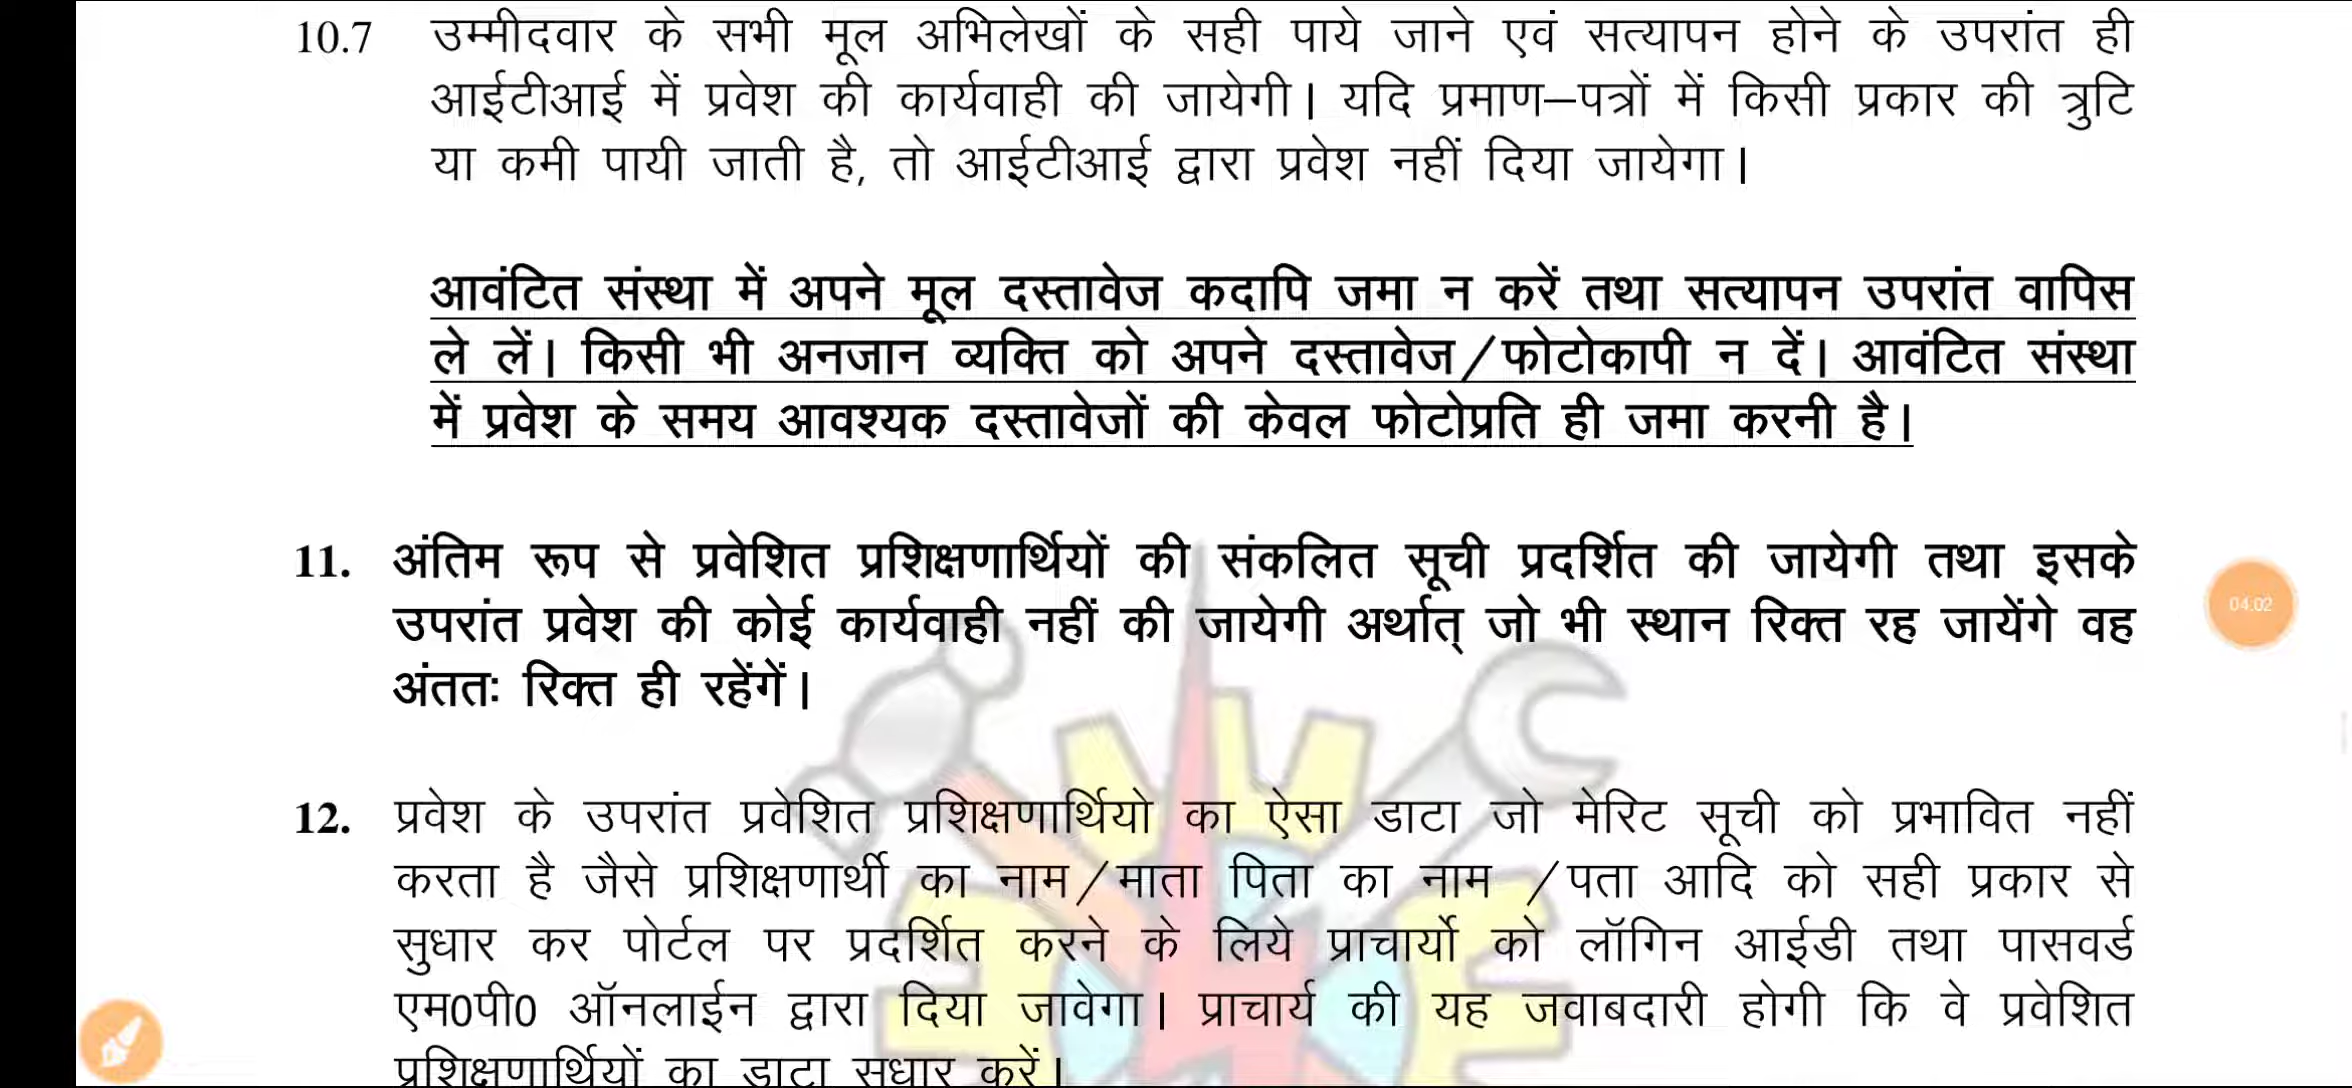 10.7 उम्मीदवार के सभी मूल अभिलेखों के सही पाये जाने एवं सत्यापन होने के उपरांत ही
आईटीआई में प्रवेश की कार्यवाही की जायेगी। यदि प्रमाण–पत्रों में किसी प्रकार की त्रुटि
या कमी पायी जाती है, तो आईटीआई द्वारा प्रवेश नहीं दिया जायेगा।
आवंटित संस्था में अपने मूल दस्तावेज कदापि जमा न करें तथा सत्यापन उपरांत वापिस
ले लें। किसी भी अनजान व्यक्ति को अपने दस्तावेज/फोटोकापी न दें। आवंटित संस्था
में प्रवेश के समय आवश्यक दस्तावेजों की केवल फोटोप्रति ही जमा करनी है।
11. अंतिम रूप से प्रवेशित प्रशिक्षणार्थियों की संकलित सूची प्रदर्शित की जायेगी तथा इसके
उपरांत प्रवेश की कोई कार्यवाही नहीं की जायेगी अर्थात् जो भी स्थान रिक्त रह जायेंगे वह
अंततः रिक्त ही रहेंगें।
04:02
12. प्रवेश के उपरांत प्रवेशित प्रशिक्षणार्थियो का ऐसा डाटा जो मेरिट सूची को प्रभावित नहीं
करता है जैसे प्रशिक्षणार्थी का नाम/माता पिता का नाम /पता आदि को सही प्रकार से
सुधार कर पोर्टल पर प्रदर्शित करने के लिये प्राचार्यो को लॉगिन आईडी तथा पासवर्ड
एम0पी0 ऑनलाईन द्वारा दिया जावेगा। प्राचार्य की यह जवाबदारी होगी कि वे प्रवेशित
प्रशिक्षणार्थियों का डाटा सुधार करें।